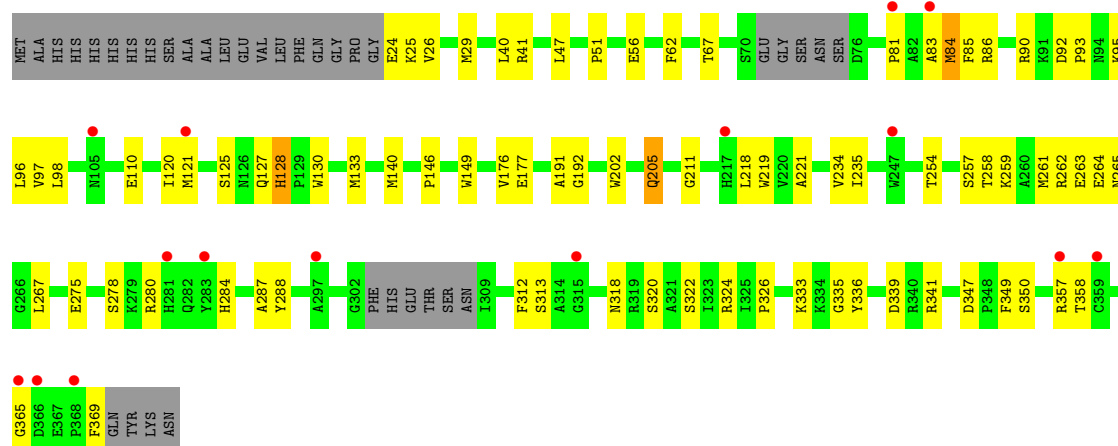 MET ALA HIS HIS HIS HIS HIS HIS SER ALA ALA LEU GLU VAL LEU PHE GLN GLY PRO GLY E24 K25 V26 M29 L40 R41 L47 P51 E56 F62 T67 S70 GLU GLY SER ASN SER D76 P81 A82 A83 M84 F85 R86 R90 K91 D92 P93 N94 K95
L96 V97 L98 N105 E110 I120 M121 S125 N126 Q127 H128 P129 W130 M133 M140 P146 W149 V176 E177 A191 G192 W202 Q205 G211 H217 L218 W219 V220 A221 V234 I235 W247 T254 S257 T258 K259 A260 M261 R262 E263 E264 N265
G266 L267 E275 S278 K279 R280 H281 Q282 Y283 H284 A287 Y288 A297 G302 PHE HIS GLU THR SER ASN I309 F312 S313 A314 G315 N318 R319 S320 A321 S322 I323 R324 I325 P326 K333 K334 G335 Y336 D339 R340 R341 D347 P348 F349 S350 R357 T358 C359
G365 D366 E367 P368 F369 GLN TYR LYS ASN